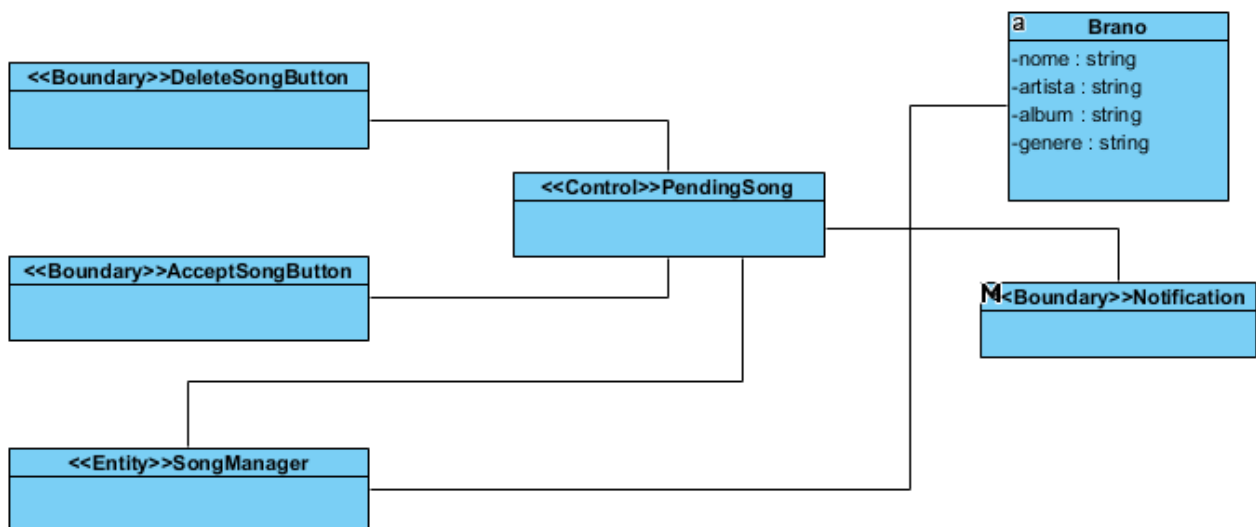 <<Boundary>>DeleteSongButton
a
Brano
-nome : string
-artista : string
-album : string
-genere : string
<<Control>>PendingSong
<<Boundary>>AcceptSongButton
M
<<Boundary>>Notification
<<Entity>>SongManager